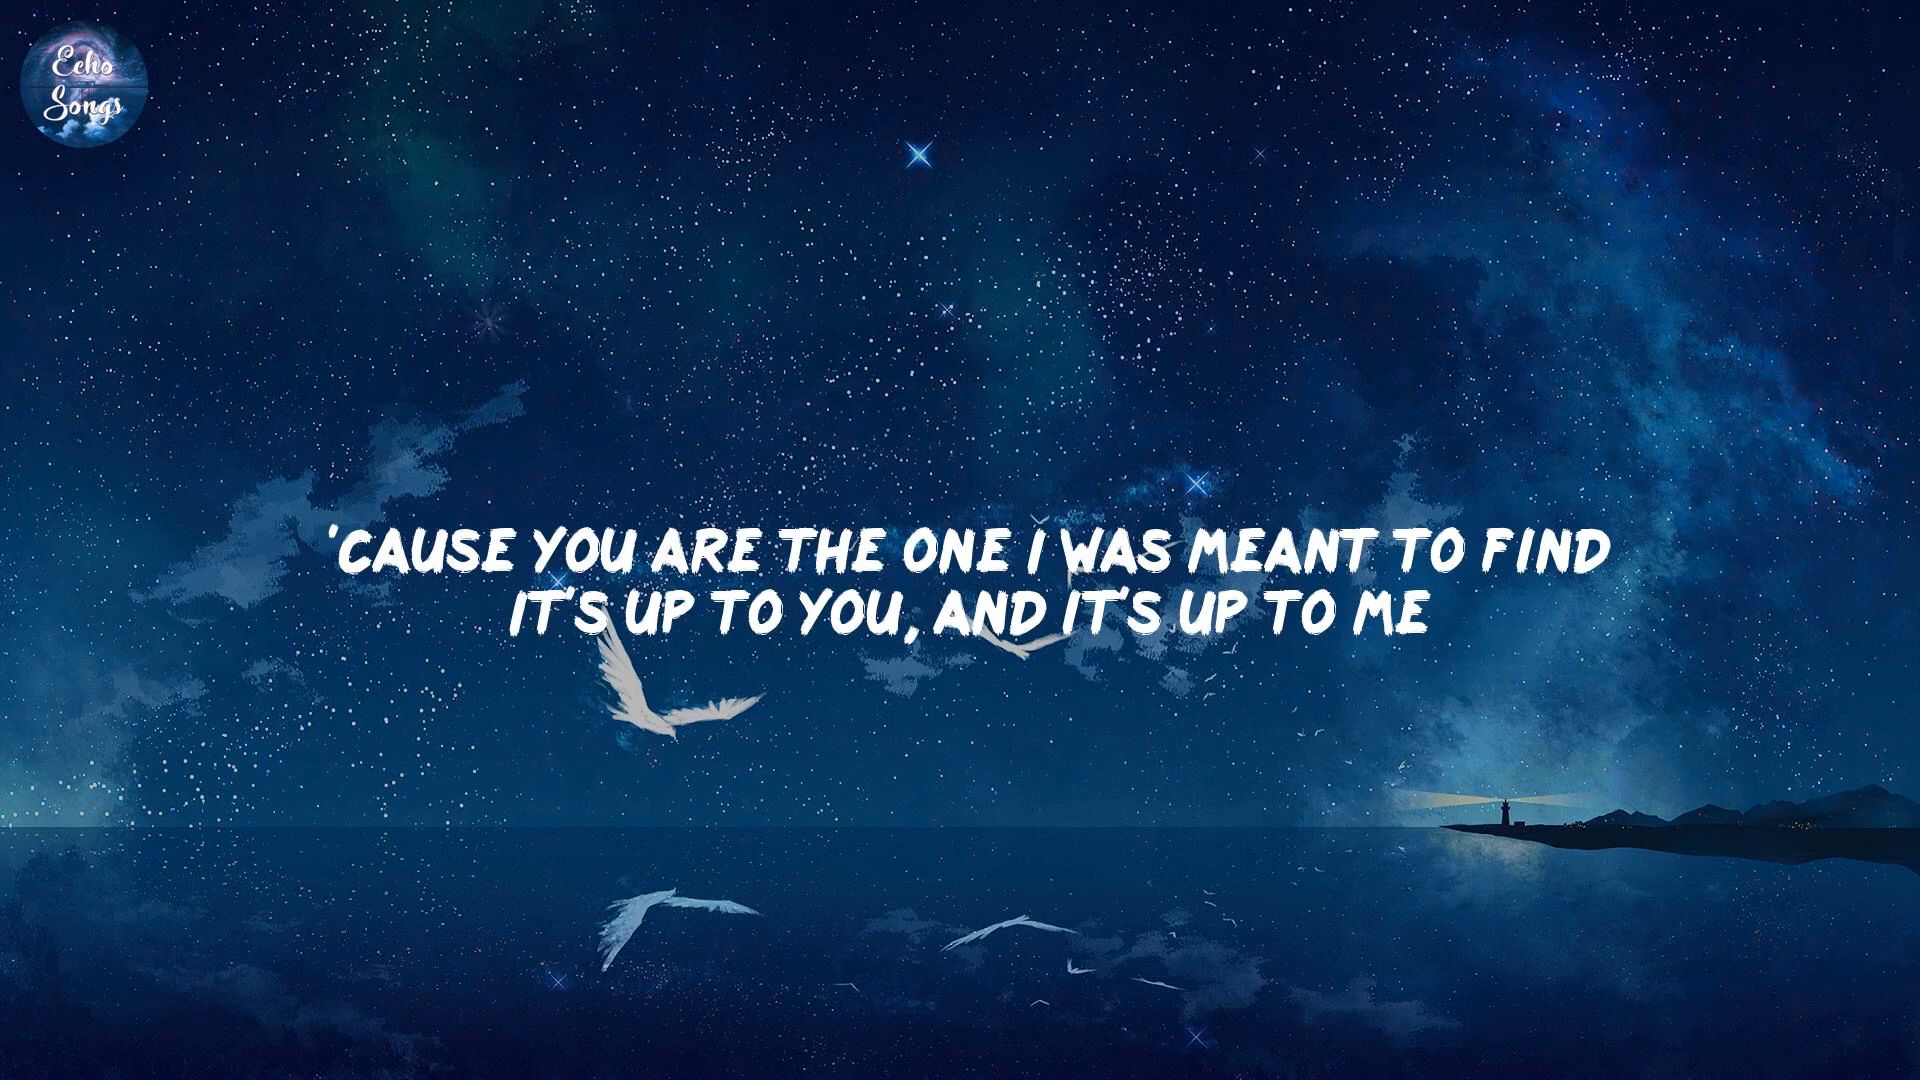 Echo
Songs
'CAUSE YOU ARE THE ONE I WAS MEANT TO FIND
IT'S UP TO YOU, AND IT'S UP TO ME